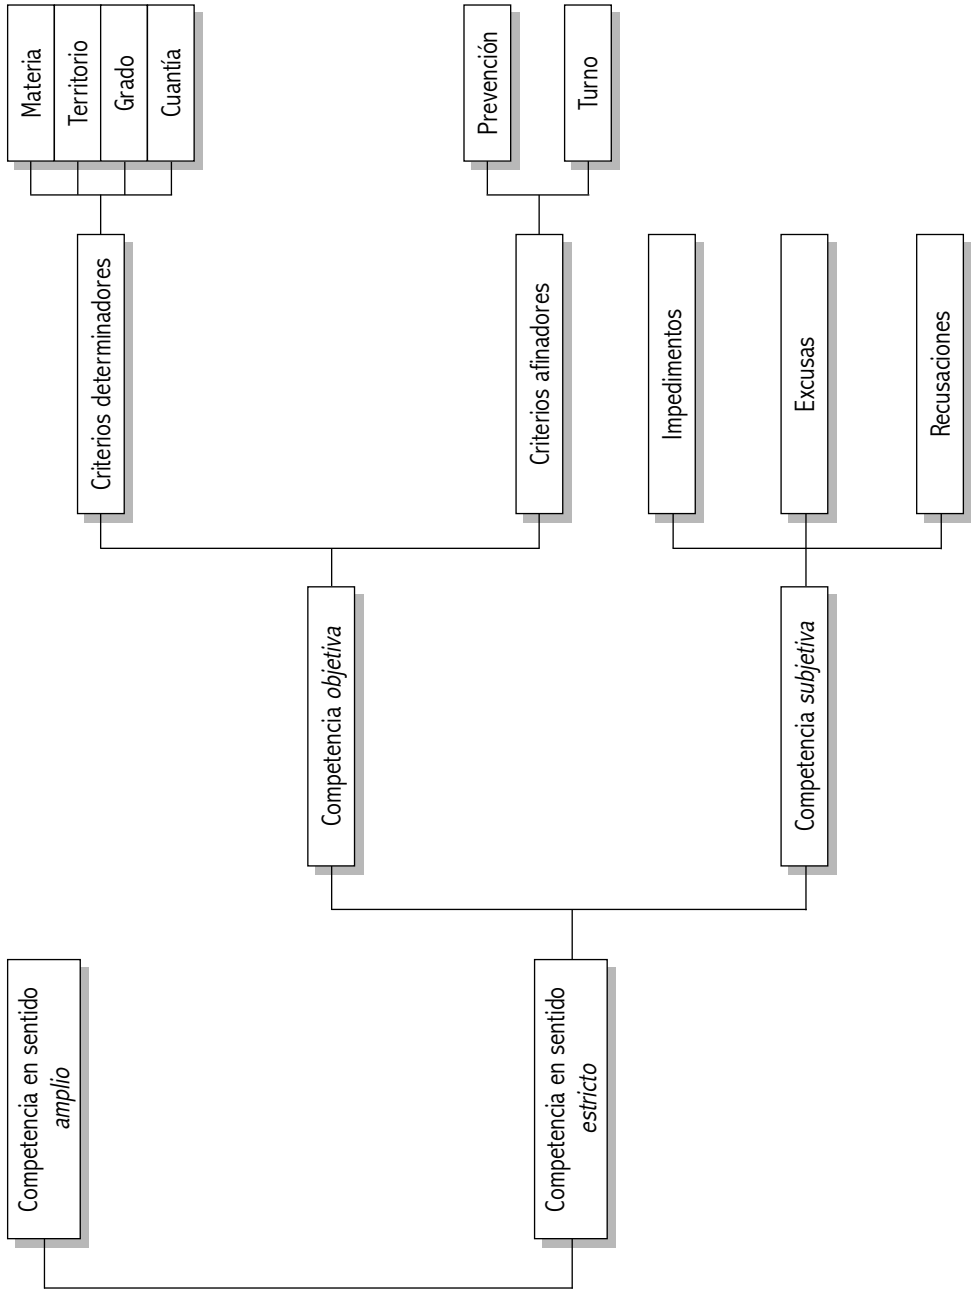 Competencia en sentido
amplio
Competencia en sentido
estricto
Competencia objetiva
Criterios determinadores
Materia
Territorio
Grado
Cuantía
Criterios afinadores
Prevención
Turno
Competencia subjetiva
Impedimentos
Excusas
Recusaciones